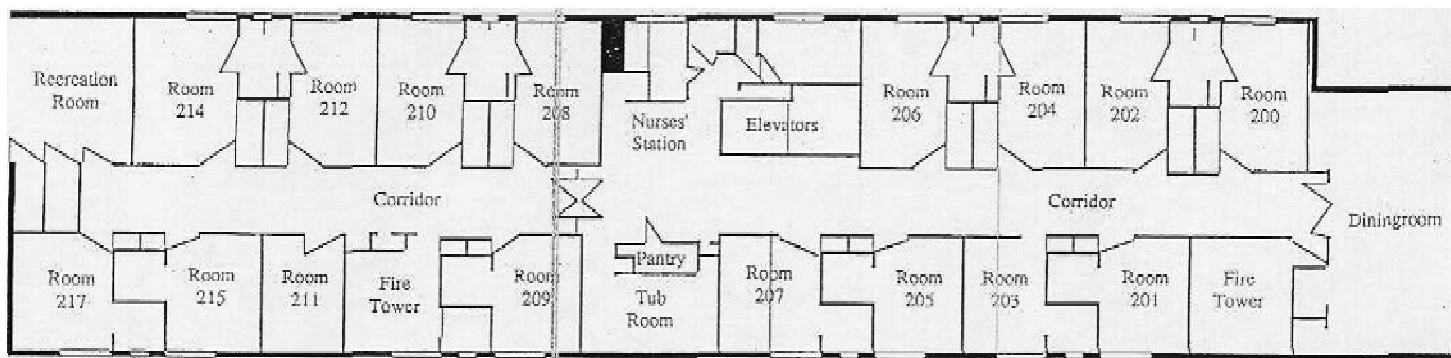 Recreation
Room
Room
214
Room
212
Room
210
Room
208
Nurses'
Station
Elevators
Room
206
Room
204
Room
202
Room
200
Corridor
Corridor
Diningroom
Room
217
Room
215
Room
211
Fire
Tower
Room
209
Pantry
Tub
Room
Room
207
Room
205
Room
203
Room
201
Fire
Tower